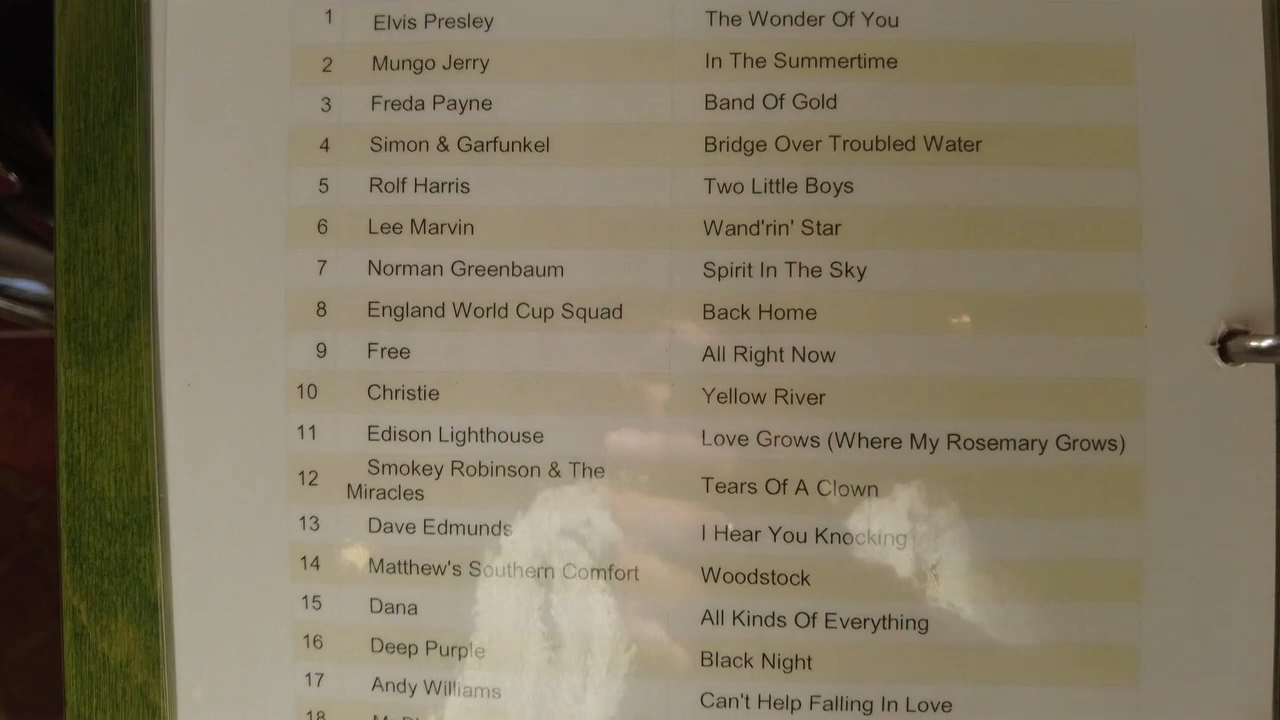 1 Elvis Presley The Wonder Of You
2 Mungo Jerry In The Summertime
3 Freda Payne Band Of Gold
4 Simon & Garfunkel Bridge Over Troubled Water
5 Rolf Harris Two Little Boys
6 Lee Marvin Wand'rin' Star
7 Norman Greenbaum Spirit In The Sky
8 England World Cup Squad Back Home
9 Free All Right Now
10 Christie Yellow River
11 Edison Lighthouse Love Grows (Where My Rosemary Grows)
12 Smokey Robinson & The
Miracles Tears Of A Clown
13 Dave Edmunds I Hear You Knocking
14 Matthew's Southern Comfort Woodstock
15 Dana All Kinds Of Everything
16 Deep Purple Black Night
17 Andy Williams Can't Help Falling In Love
18